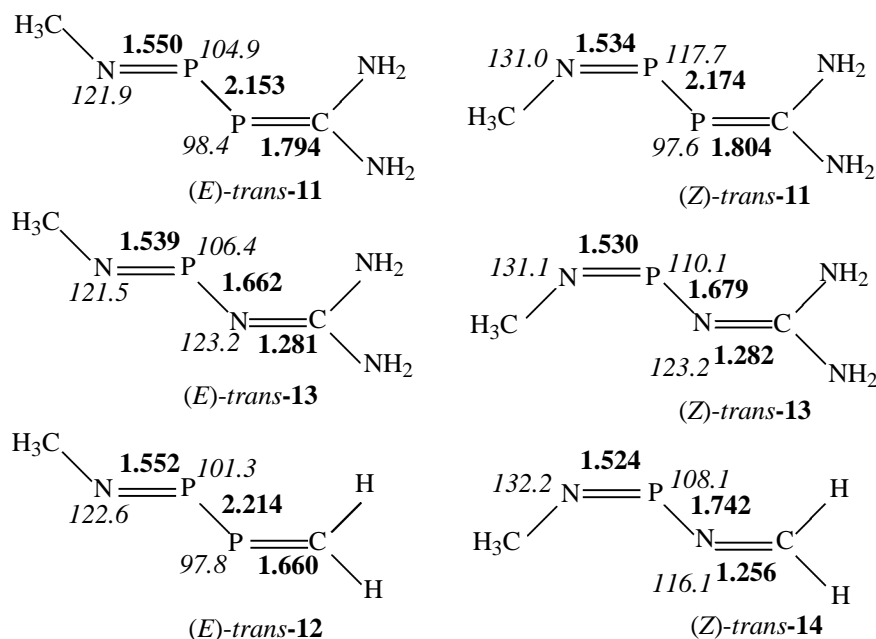 H3C
1.550
104.9
N
P
121.9
2.153
NH2
P
C
98.4
1.794
NH2
(E)-trans-11
1.534
117.7
131.0
N
P
2.174
NH2
H3C
P
C
97.6
1.804
NH2
(Z)-trans-11
H3C
1.539
106.4
N
P
121.5
1.662
NH2
N
C
123.2
1.281
NH2
(E)-trans-13
1.530
110.1
131.1
N
P
1.679
NH2
H3C
N
C
123.2
1.282
NH2
(Z)-trans-13
H3C
1.552
101.3
N
P
122.6
2.214
H
P
C
97.8
1.660
H
(E)-trans-12
1.524
108.1
132.2
N
P
1.742
H
H3C
N
C
116.1
1.256
H
(Z)-trans-14